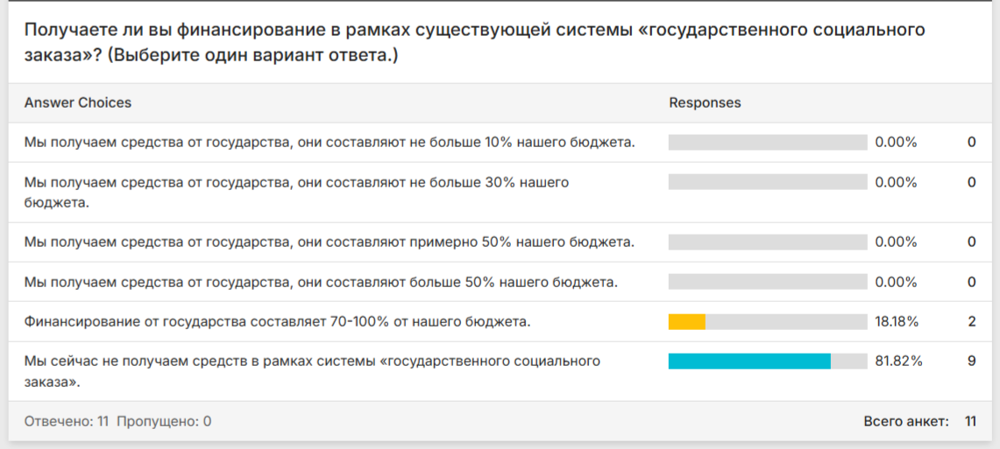 Получаете ли вы финансирование в рамках существующей системы «государственного социального
заказа»? (Выберите один вариант ответа.)
Answer Choices Responses
Мы получаем средства от государства, они составляют не больше 10% нашего бюджета. 0.00% 0
Мы получаем средства от государства, они составляют не больше 30% нашего 0.00% 0
бюджета.
Мы получаем средства от государства, они составляют примерно 50% нашего бюджета. 0.00% 0
Мы получаем средства от государства, они составляют больше 50% нашего бюджета. 0.00% 0
Финансирование от государства составляет 70-100% от нашего бюджета. 18.18% 2
Мы сейчас не получаем средств в рамках системы «государственного социального 81.82% 9
заказа».
Отвечено: 11 Пропущено: 0 Всего анкет: 11